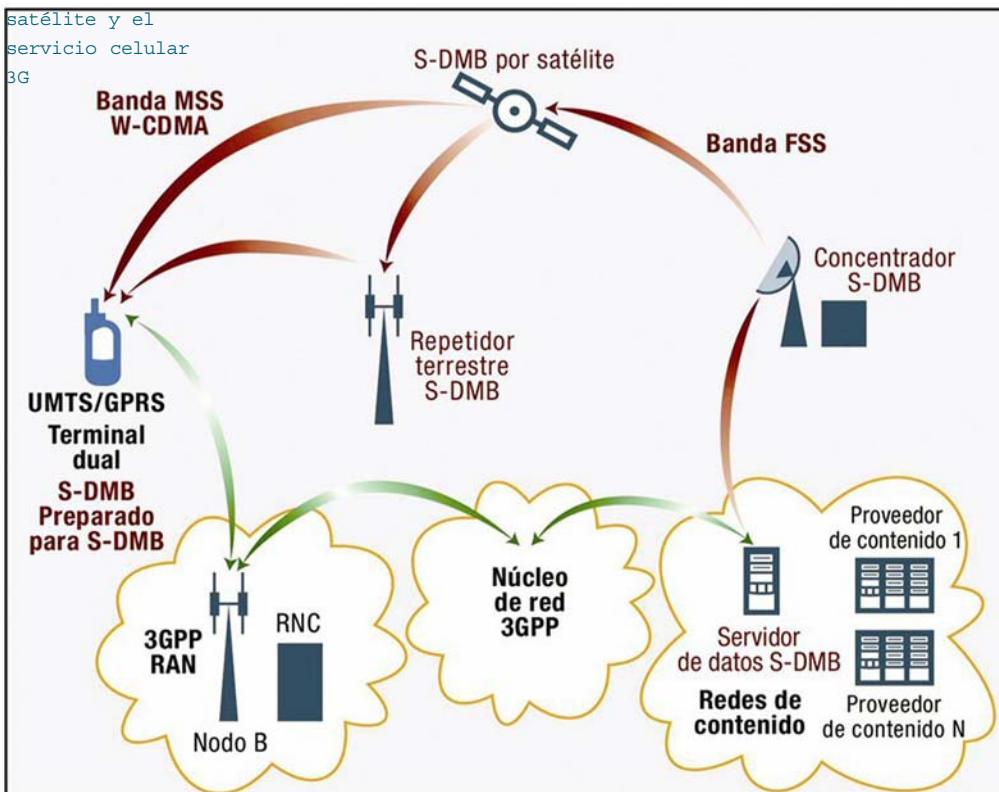 satélite y el
servicio celular
3G
S-DMB por satélite
Banda MSS
W-CDMA
Banda FSS
Concentrador
S-DMB
Repetidor
terrestre
S-DMB
UMTS/GPRS
Terminal
dual
S-DMB
Preparado
para S-DMB
3GPP
RAN
RNC
Nodo B
Núcleo
de red
3GPP
Proveedor
de contenido 1
Servidor
de datos S-DMB
Redes de
contenido
Proveedor
de contenido N